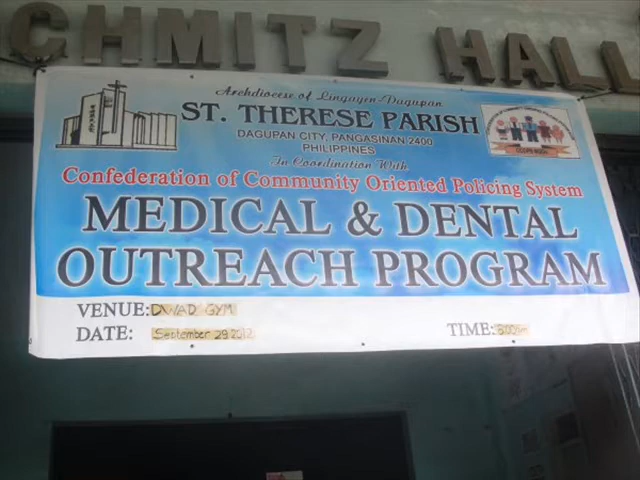 CHMITZ HALL
Archdiocese of Lingayen-Dagupan
ST. THERESE PARISH
DAGUPAN CITY, PANGASINAN 2400
PHILIPPINES
In Coordination With
Confederation of Community Oriented Policing System
MEDICAL & DENTAL
OUTREACH PROGRAM
VENUE: DWAD GYM
DATE: September 29 2012
TIME: 8:00am